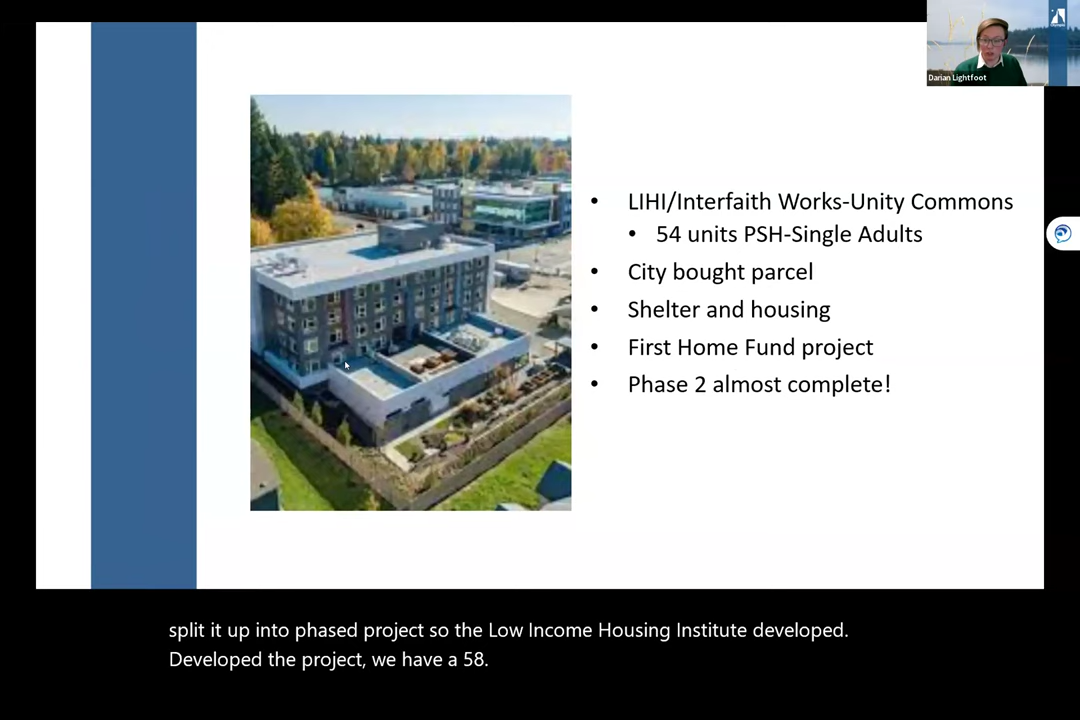 Darian Lightfoot
• LIHI/Interfaith Works-Unity Commons
• 54 units PSH-Single Adults
• City bought parcel
• Shelter and housing
• First Home Fund project
• Phase 2 almost complete!
split it up into phased project so the Low Income Housing Institute developed.
Developed the project, we have a 58.